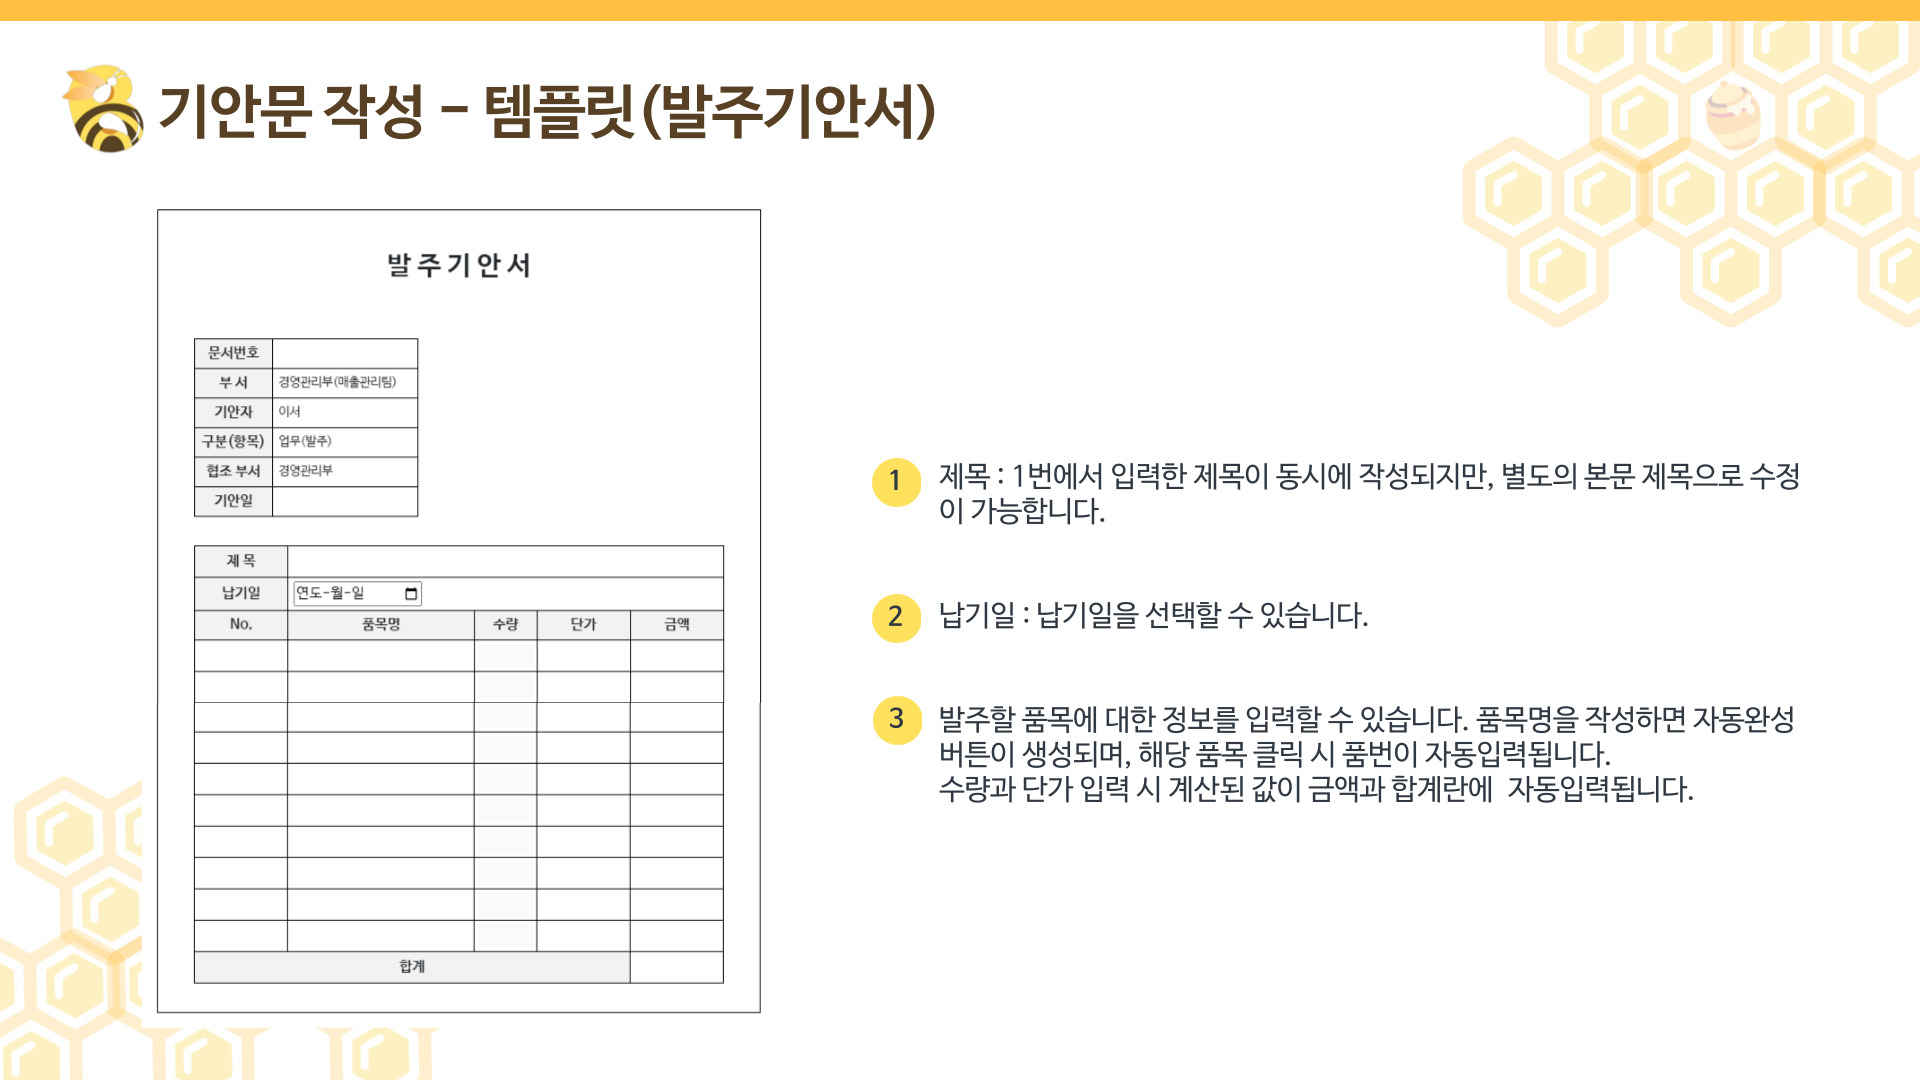 기안문 작성 - 템플릿(발주기안서)
발 주 기 안 서
문서번호
부 서 경영관리부(매출관리팀)
기안자 이서
구분(항목) 업무(발주)
협조 부서 경영관리부
기안일
제 목
납기일 연도-월-일
No. 품목명 수량 단가 금액
합계
1 제목 : 1번에서 입력한 제목이 동시에 작성되지만, 별도의 본문 제목으로 수정
이 가능합니다.
2 납기일 : 납기일을 선택할 수 있습니다.
3 발주할 품목에 대한 정보를 입력할 수 있습니다. 품목명을 작성하면 자동완성
버튼이 생성되며, 해당 품목 클릭 시 품번이 자동입력됩니다.
수량과 단가 입력 시 계산된 값이 금액과 합계란에 자동입력됩니다.